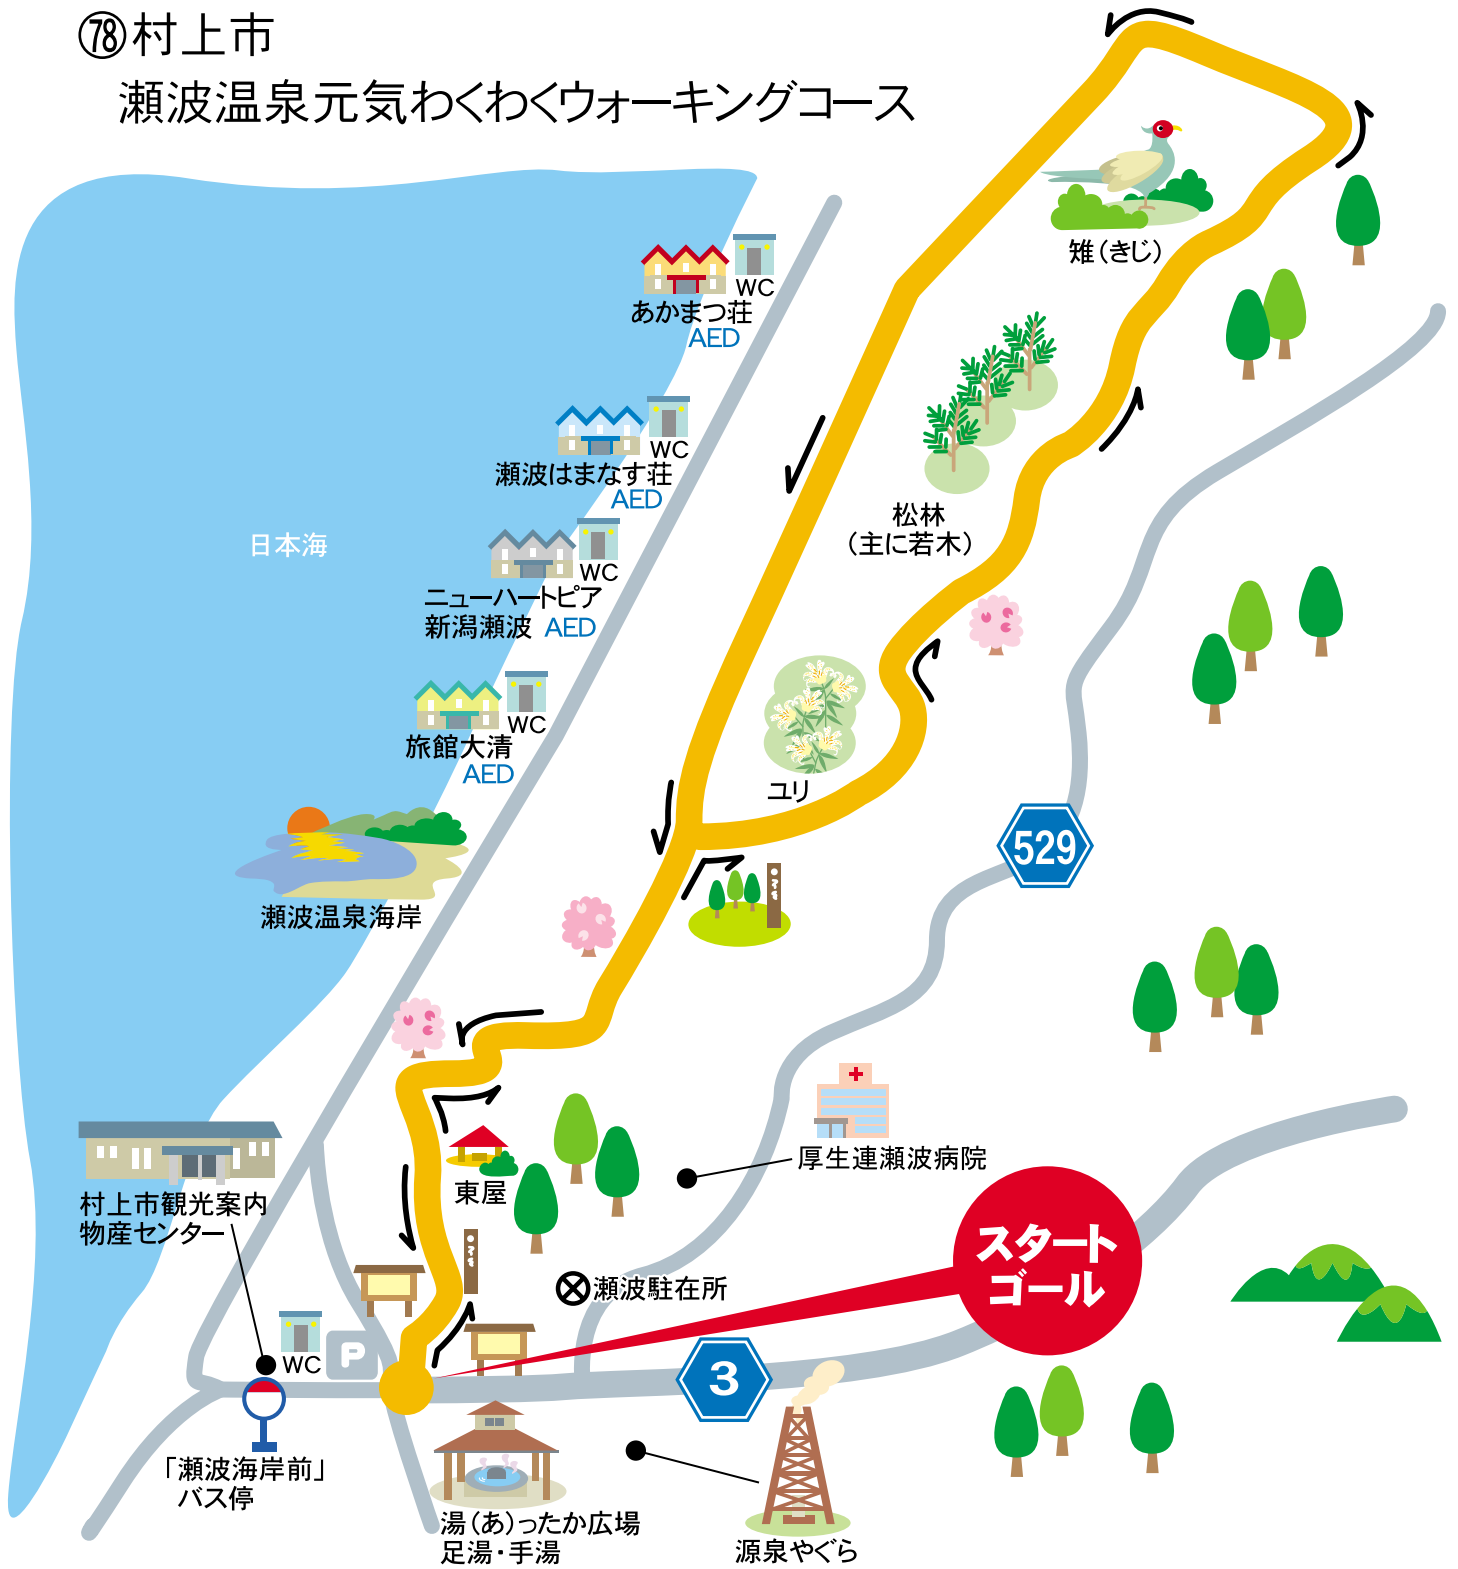 78村上市
瀬波温泉元気わくわくウォーキングコース
雉(きじ)
WC
あかまつ荘
AED
WC
瀬波はまなす荘
AED
松林
(主に若木)
日本海
WC
ニューハートピア
新潟瀬波 AED
WC
旅館大清
AED
ユリ
529
瀬波温泉海岸
厚生連瀬波病院
東屋
村上市観光案内
物産センター
スタート
ゴール
瀬波駐在所
WC
P
3
「瀬波海岸前」
バス停
湯(あ)ったか広場
足湯・手湯
源泉やぐら